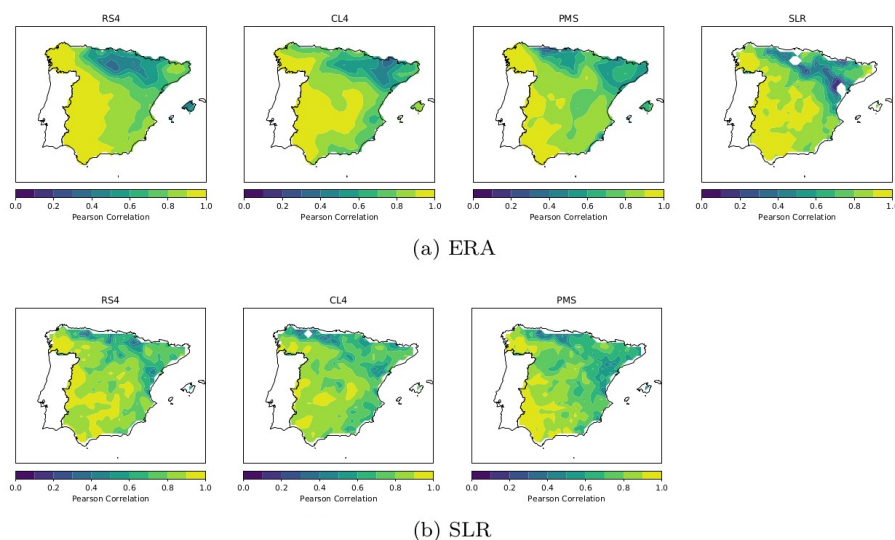 RS4 CL4 PMS SLR
0.0 0.2 0.4 0.6 0.8 1.0 0.0 0.2 0.4 0.6 0.8 1.0 0.0 0.2 0.4 0.6 0.8 1.0 0.0 0.2 0.4 0.6 0.8 1.0
Pearson Correlation Pearson Correlation Pearson Correlation Pearson Correlation
(a) ERA
RS4 CL4 PMS
0.0 0.2 0.4 0.6 0.8 1.0 0.0 0.2 0.4 0.6 0.8 1.0 0.0 0.2 0.4 0.6 0.8 1.0
Pearson Correlation Pearson Correlation Pearson Correlation
(b) SLR